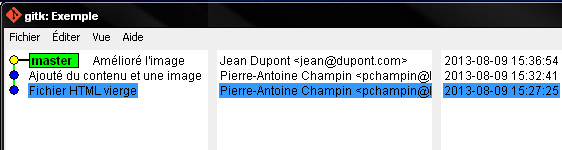 gitk: Exemple
Fichier Éditer Vue Aide
master Amélioré l'image Jean Dupont <jean@dupont.com> 2013-08-09 15:36:54
Ajouté du contenu et une image Pierre-Antoine Champin <pchampin@l 2013-08-09 15:32:41
Fichier HTML vierge Pierre-Antoine Champin <pchampin@l 2013-08-09 15:27:25